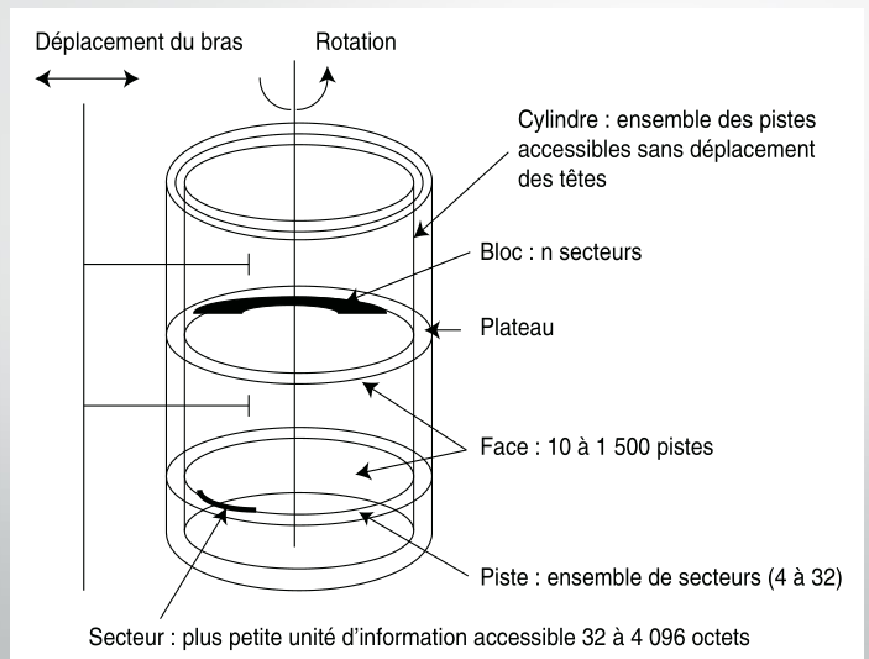 Déplacement du bras
Rotation
Cylindre : ensemble des pistes
accessibles sans déplacement
des têtes
Bloc : n secteurs
Plateau
Face : 10 à 1 500 pistes
Piste : ensemble de secteurs (4 à 32)
Secteur : plus petite unité d’information accessible 32 à 4 096 octets